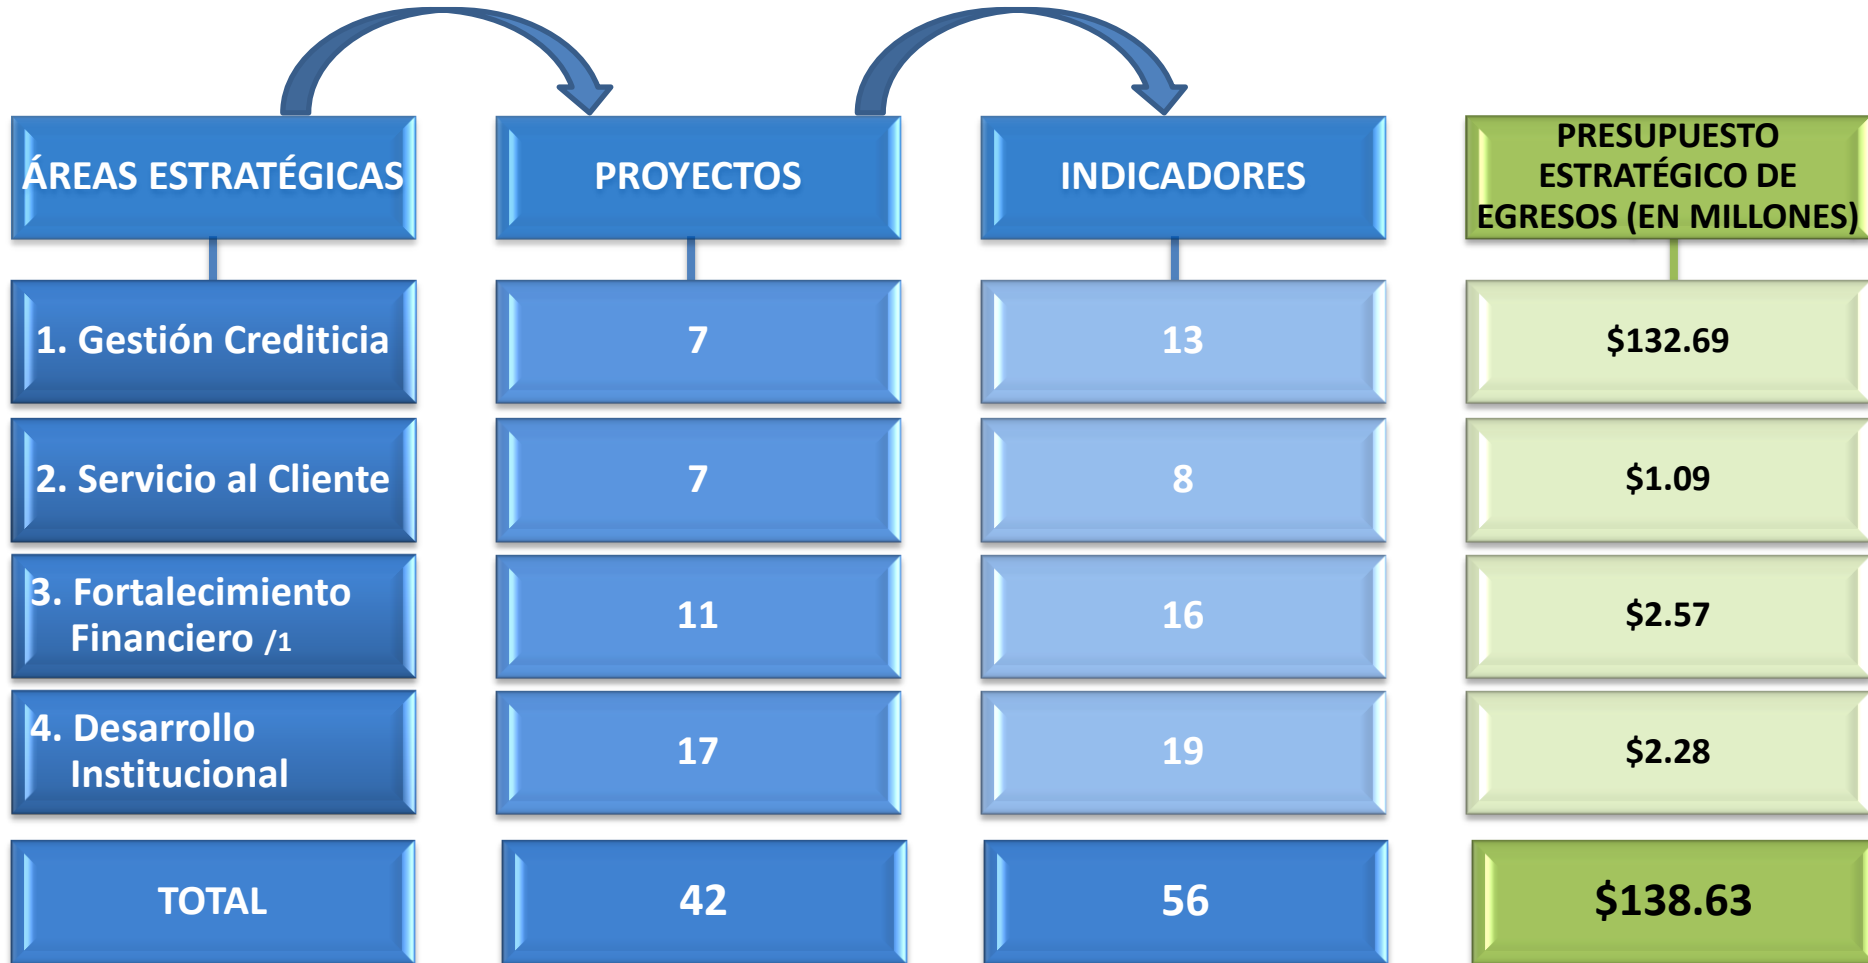 ÁREAS ESTRATÉGICAS
PROYECTOS
INDICADORES
PRESUPUESTO
ESTRATÉGICO DE
EGRESOS (EN MILLONES)
1. Gestión Crediticia
7
13
$132.69
2. Servicio al Cliente
7
8
$1.09
3. Fortalecimiento
Financiero /1
11
16
$2.57
4. Desarrollo
Institucional
17
19
$2.28
TOTAL
42
56
$138.63